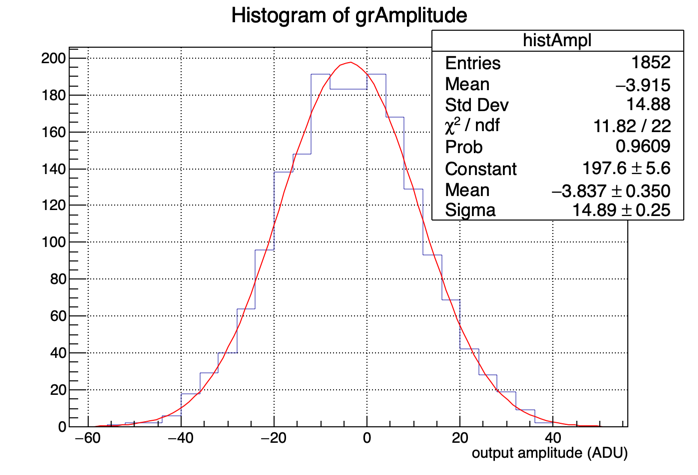 Histogram of grAmplitude
histAmpl
Entries 1852
Mean −3.915
Std Dev 14.88
χ² / ndf 11.82 / 22
Prob 0.9609
Constant 197.6 ± 5.6
Mean −3.837 ± 0.350
Sigma 14.89 ± 0.25
200
180
160
140
120
100
80
60
40
20
0
−60 −40 −20 0 20 40
output amplitude (ADU)